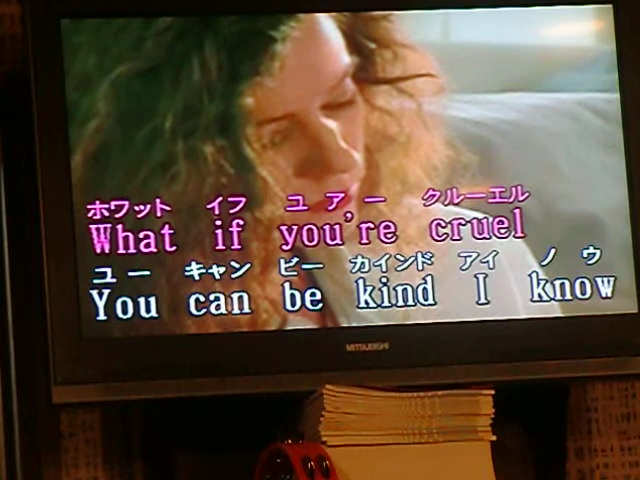 ホワット イフ ユアー クルーエル
What if you're cruel
ユー キャン ビー カインド アイ ノウ
You can be kind I know
MITSUBISHI